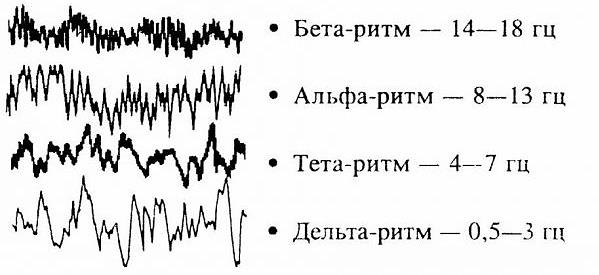 • Бета-ритм — 14—18 гц
• Альфа-ритм — 8—13 гц
• Тета-ритм — 4—7 гц
• Дельта-ритм — 0,5—3 гц